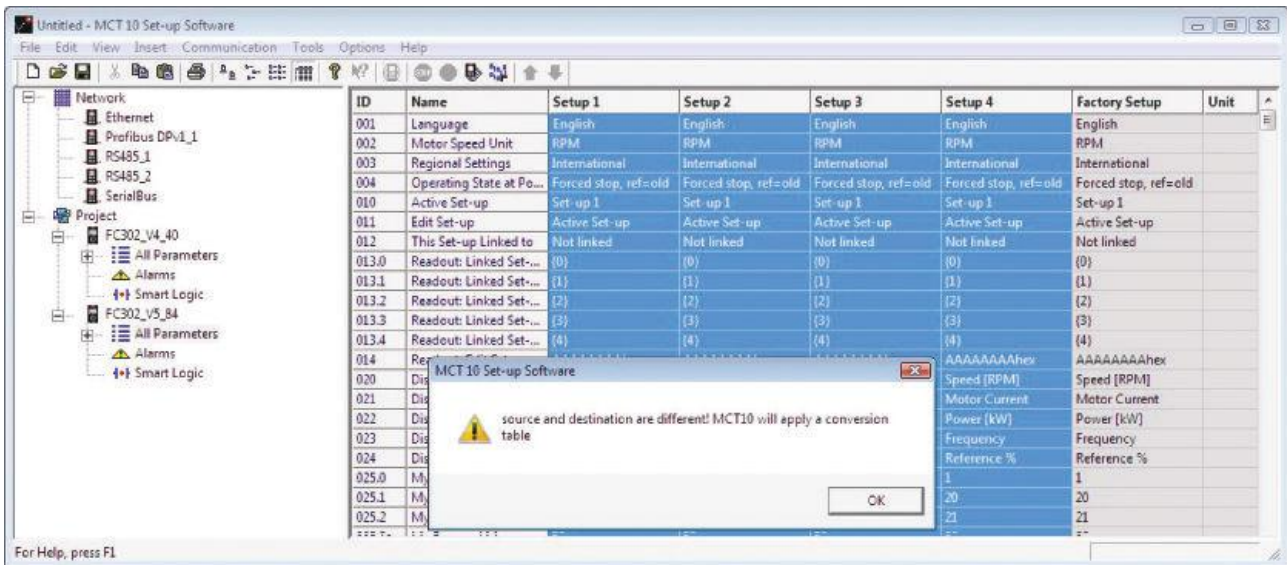 Untitled - MCT 10 Set-up Software
File Edit View Insert Communication Tools Options Help
Network
Ethernet
Profibus DPv1_1
RS485_1
RS485_2
SerialBus
Project
FC302_V4_40
All Parameters
Alarms
Smart Logic
FC302_V5_84
All Parameters
Alarms
Smart Logic
ID Name Setup 1 Setup 2 Setup 3 Setup 4 Factory Setup Unit
001 Language English English English English English
002 Motor Speed Unit RPM RPM RPM RPM RPM
003 Regional Settings International International International International International
004 Operating State at Po... Forced stop, ref=old Forced stop, ref=old Forced stop, ref=old Forced stop, ref=old Forced stop, ref=old
010 Active Set-up Set-up 1 Set-up 1 Set-up 1 Set-up 1 Set-up 1
011 Edit Set-up Active Set-up Active Set-up Active Set-up Active Set-up Active Set-up
012 This Set-up Linked to Not linked Not linked Not linked Not linked Not linked
013.0 Readout: Linked Set-... {0} {0} {0} {0} {0}
013.1 Readout: Linked Set-... {1} {1} {1} {1} {1}
013.2 Readout: Linked Set-... {2} {2} {2} {2} {2}
013.3 Readout: Linked Set-... {3} {3} {3} {3} {3}
013.4 Readout: Linked Set-... {4} {4} {4} {4} {4}
014 AAAAAAAAhex AAAAAAAAhex
020 Dis Speed [RPM] Speed [RPM]
021 Dis Motor Current Motor Current
022 Dis Power [kW] Power [kW]
023 Dis Frequency Frequency
024 Dis Reference % Reference %
025.0 My 1 1
025.1 My 20 20
025.2 My 21 21
MCT 10 Set-up Software
source and destination are different! MCT10 will apply a conversion
table
OK
For Help, press F1